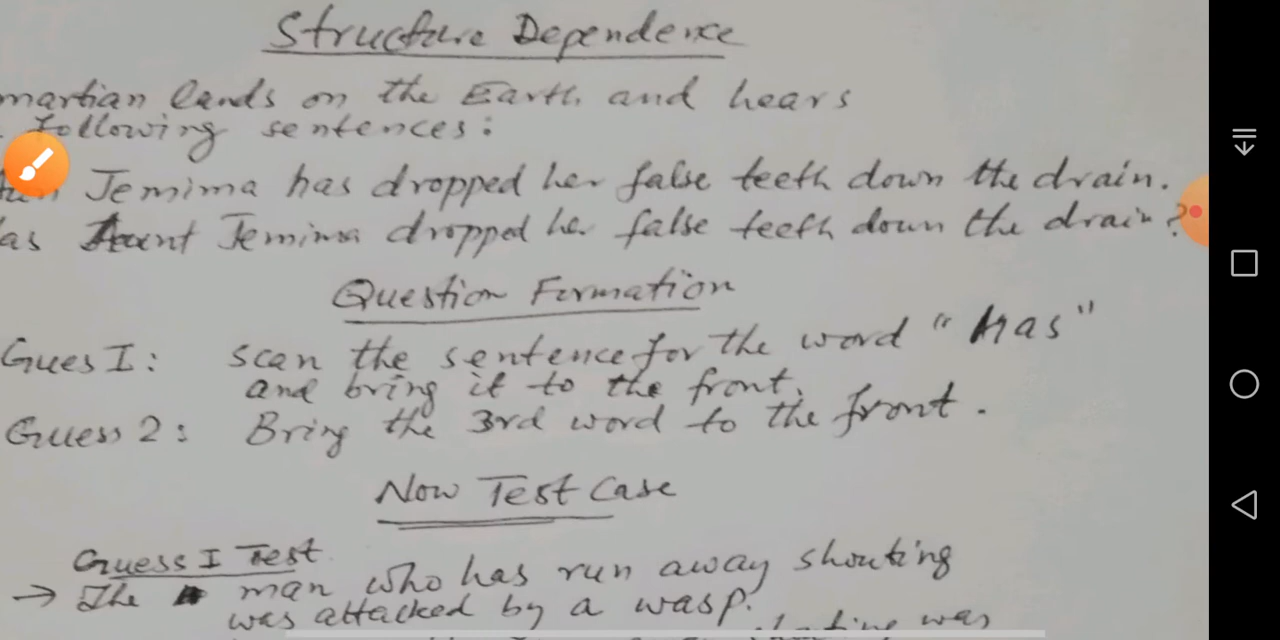 Structure Dependence
martian lands on the Earth and hears
following sentences:
Jemima has dropped her false teeth down the drain.
as Aunt Jemima dropped her false teeth down the drain?
Question Formation
Gues I: scan the sentence for the word "has"
and bring it to the front.
Guess 2: Bring the 3rd word to the front.
Now Test Case
Guess I Test
→ The man who has run away shouting
was attacked by a wasp.
was